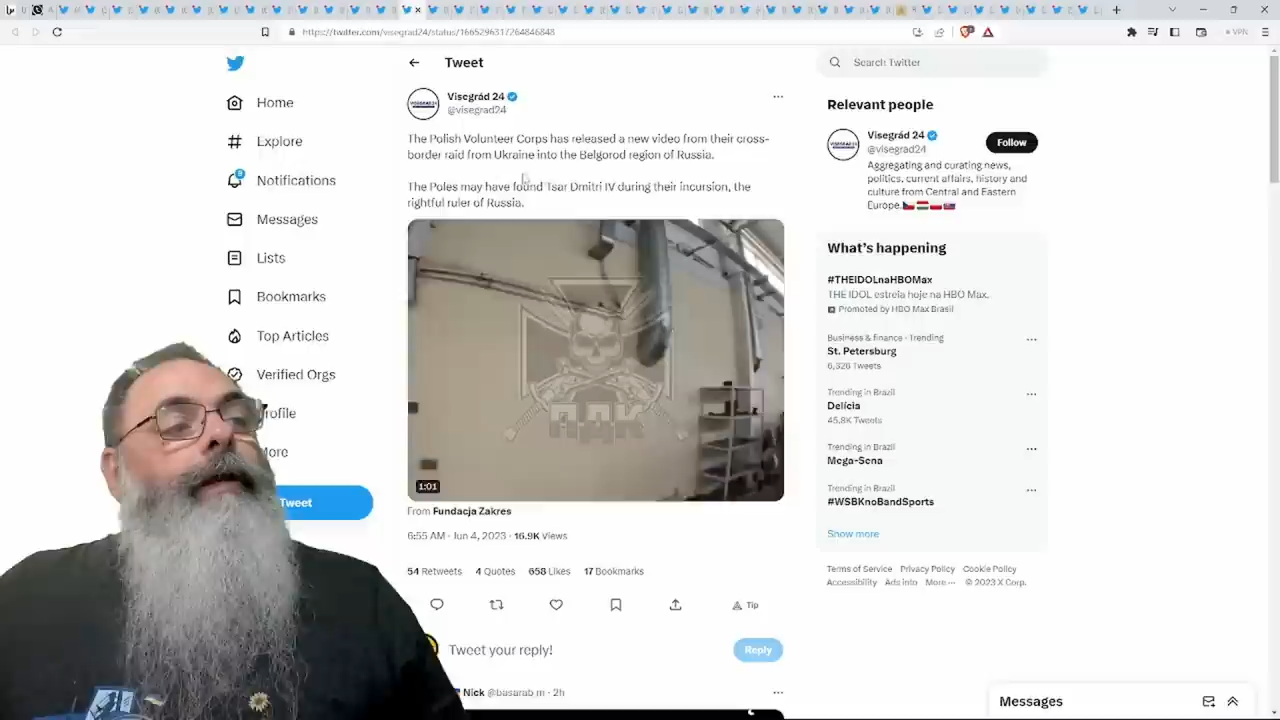 https://twitter.com/visegrad24/status/1665296317264846848
VPN
Home
Explore
Notifications
Messages
Lists
Bookmarks
Top Articles
Verified Orgs
rofile
ore
Tweet
Tweet
Visegrád 24
@visegrad24
The Polish Volunteer Corps has released a new video from their cross-
border raid from Ukraine into the Belgorod region of Russia.
The Poles may have found Tsar Dmitri IV during their incursion, the
rightful ruler of Russia.
1:01
From Fundacja Zakres
6:55 AM · Jun 4, 2023 · 16.9K Views
54 Retweets 4 Quotes 658 Likes 17 Bookmarks
Tip
Tweet your reply!
Reply
Nick @basarab m · 2h
Search Twitter
Relevant people
Visegrád 24
@visegrad24
Follow
Aggregating and curating news,
politics, current affairs, history and
culture from Central and Eastern
Europe.
What's happening
#THEIDOLnaHBOMax
THE IDOL estreia hoje na HBO Max.
Promoted by HBO Max Brasil
Business & finance · Trending
St. Petersburg
6,326 Tweets
Trending in Brazil
Delícia
45.8K Tweets
Trending in Brazil
Mega-Sena
Trending in Brazil
#WSBKnoBandSports
Show more
Terms of Service Privacy Policy Cookie Policy
Accessibility Ads info More ··· © 2023 X Corp.
Messages